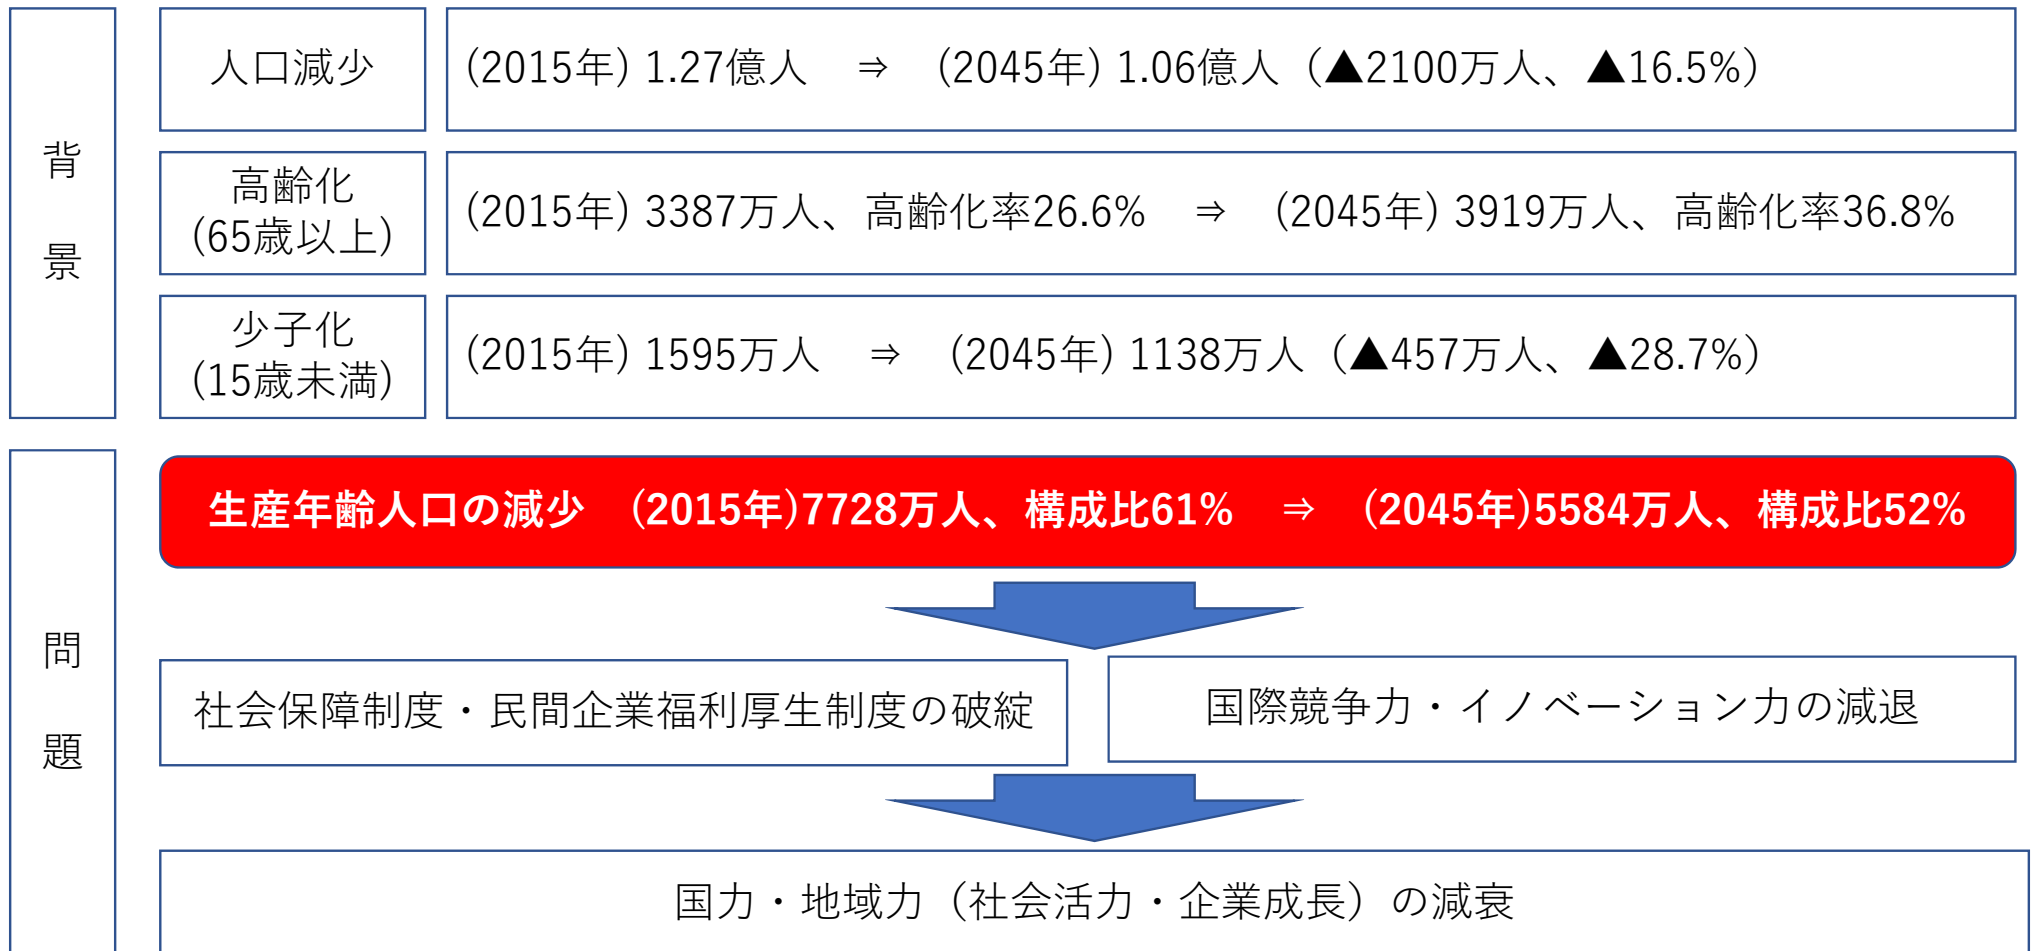 背景
人口減少
(2015年) 1.27億人　⇒　(2045年) 1.06億人（▲2100万人、▲16.5%）
高齢化
(65歳以上)
(2015年) 3387万人、高齢化率26.6%　⇒　(2045年) 3919万人、高齢化率36.8%
少子化
(15歳未満)
(2015年) 1595万人　⇒　(2045年) 1138万人（▲457万人、▲28.7%）
問題
生産年齢人口の減少　(2015年)7728万人、構成比61%　⇒　(2045年)5584万人、構成比52%
社会保障制度・民間企業福利厚生制度の破綻
国際競争力・イノベーション力の減退
国力・地域力（社会活力・企業成長）の減衰